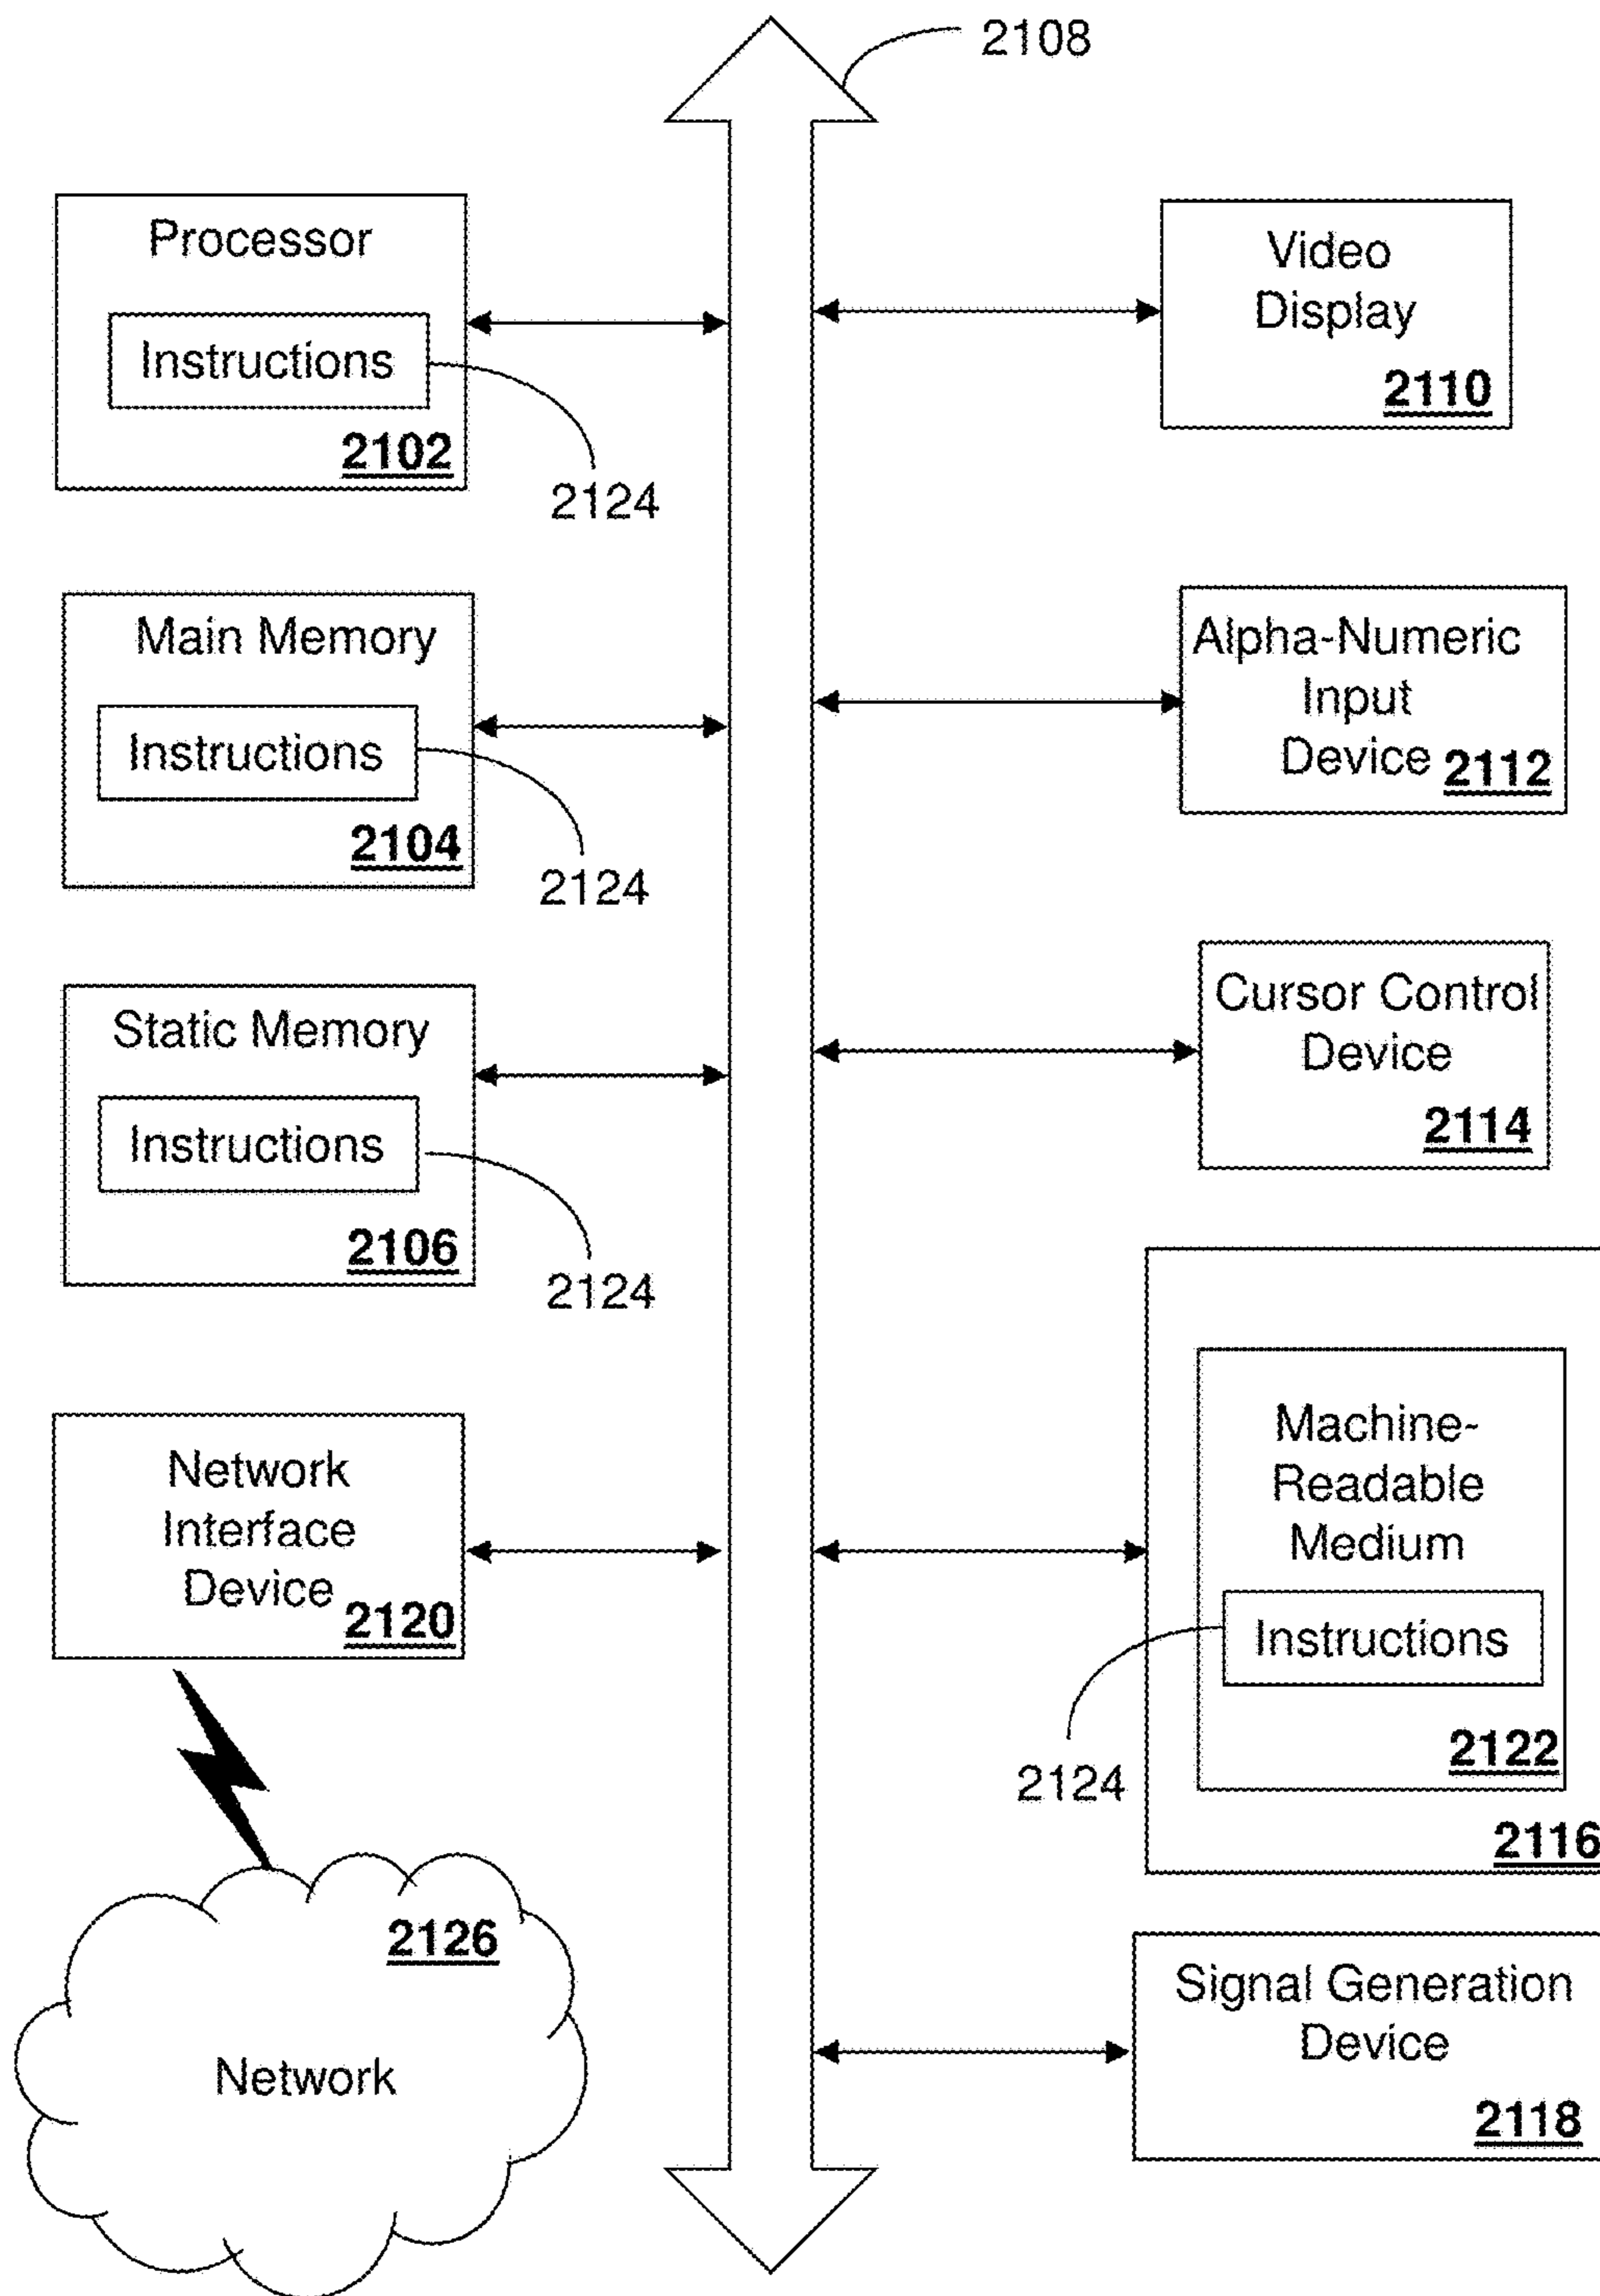 2108
Processor
Instructions
2102
2124
Main Memory
Instructions
2104
2124
Static Memory
Instructions
2106
2124
Network
Interface
Device
2120
2126
Network
Video
Display
2110
Alpha-Numeric
Input
Device
2112
Cursor Control
Device
2114
Machine-
Readable
Medium
Instructions
2122
2124
2116
Signal Generation
Device
2118